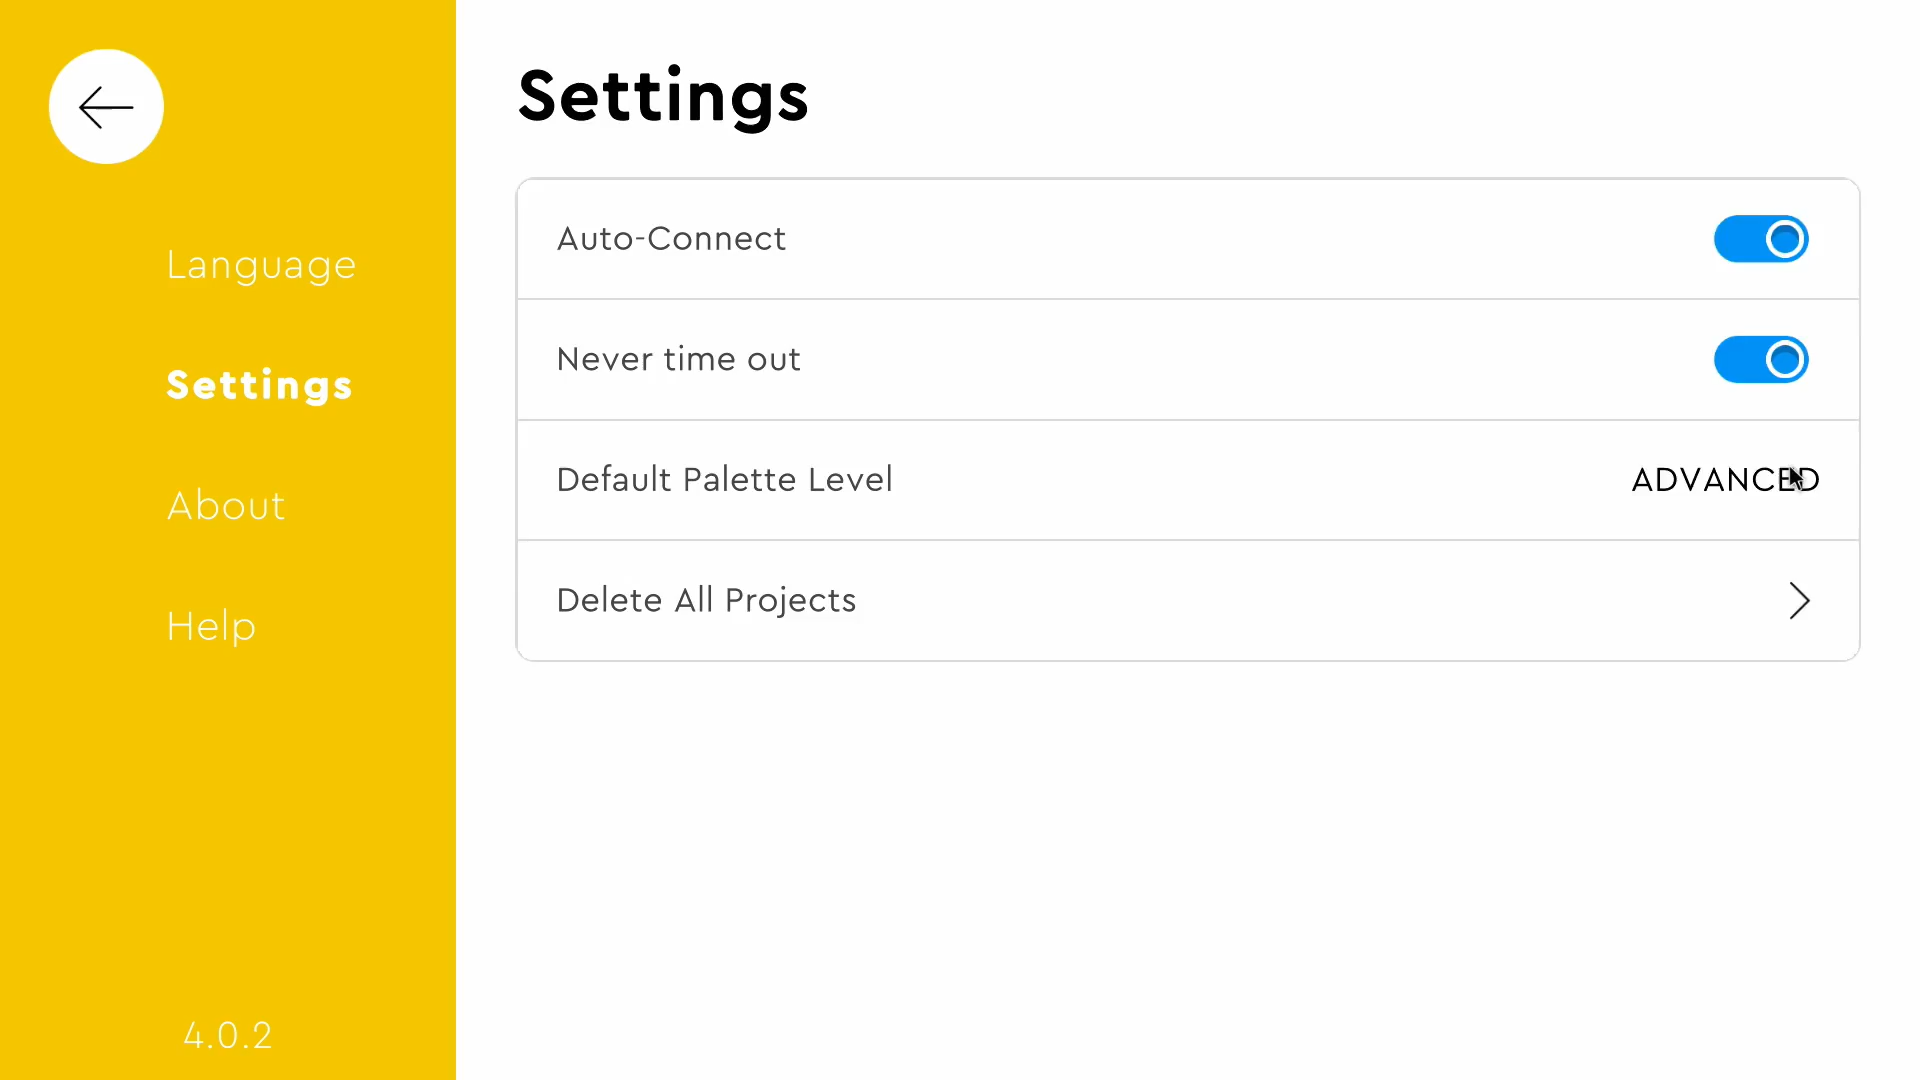 Settings
Language
Settings
About
Help
4.0.2
Auto-Connect
Never time out
Default Palette Level
ADVANCED
Delete All Projects